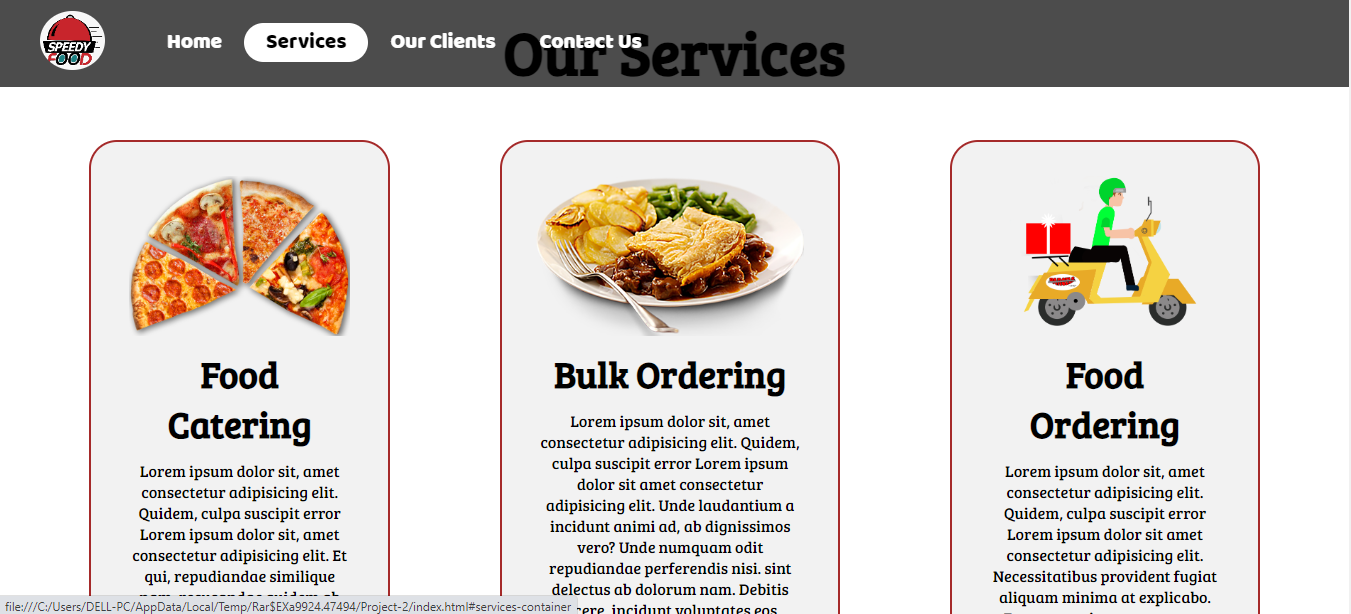 SPEEDY
FOOD
Home Services Our Clients Contact Us
Our Services
Food
Catering
Lorem ipsum dolor sit, amet
consectetur adipisicing elit.
Quidem, culpa suscipit error
Lorem ipsum dolor sit, amet
consectetur adipisicing elit. Et
qui, repudiandae similique
Bulk Ordering
Lorem ipsum dolor sit, amet
consectetur adipisicing elit. Quidem,
culpa suscipit error Lorem ipsum
dolor sit amet consectetur
adipisicing elit. Unde laudantium a
incidunt animi ad, ab dignissimos
vero? Unde numquam odit
repudiandae perferendis nisi. sint
delectus ab dolorum nam. Debitis
incidunt voluptates eos
Food
Ordering
Lorem ipsum dolor sit, amet
consectetur adipisicing elit.
Quidem, culpa suscipit error
Lorem ipsum dolor sit, amet
consectetur adipisicing elit.
Necessitatibus provident fugiat
aliquam minima at explicabo.
file:///C:/Users/DELL-PC/AppData/Local/Temp/Rar$EXa9924.47494/Project-2/index.html#services-container